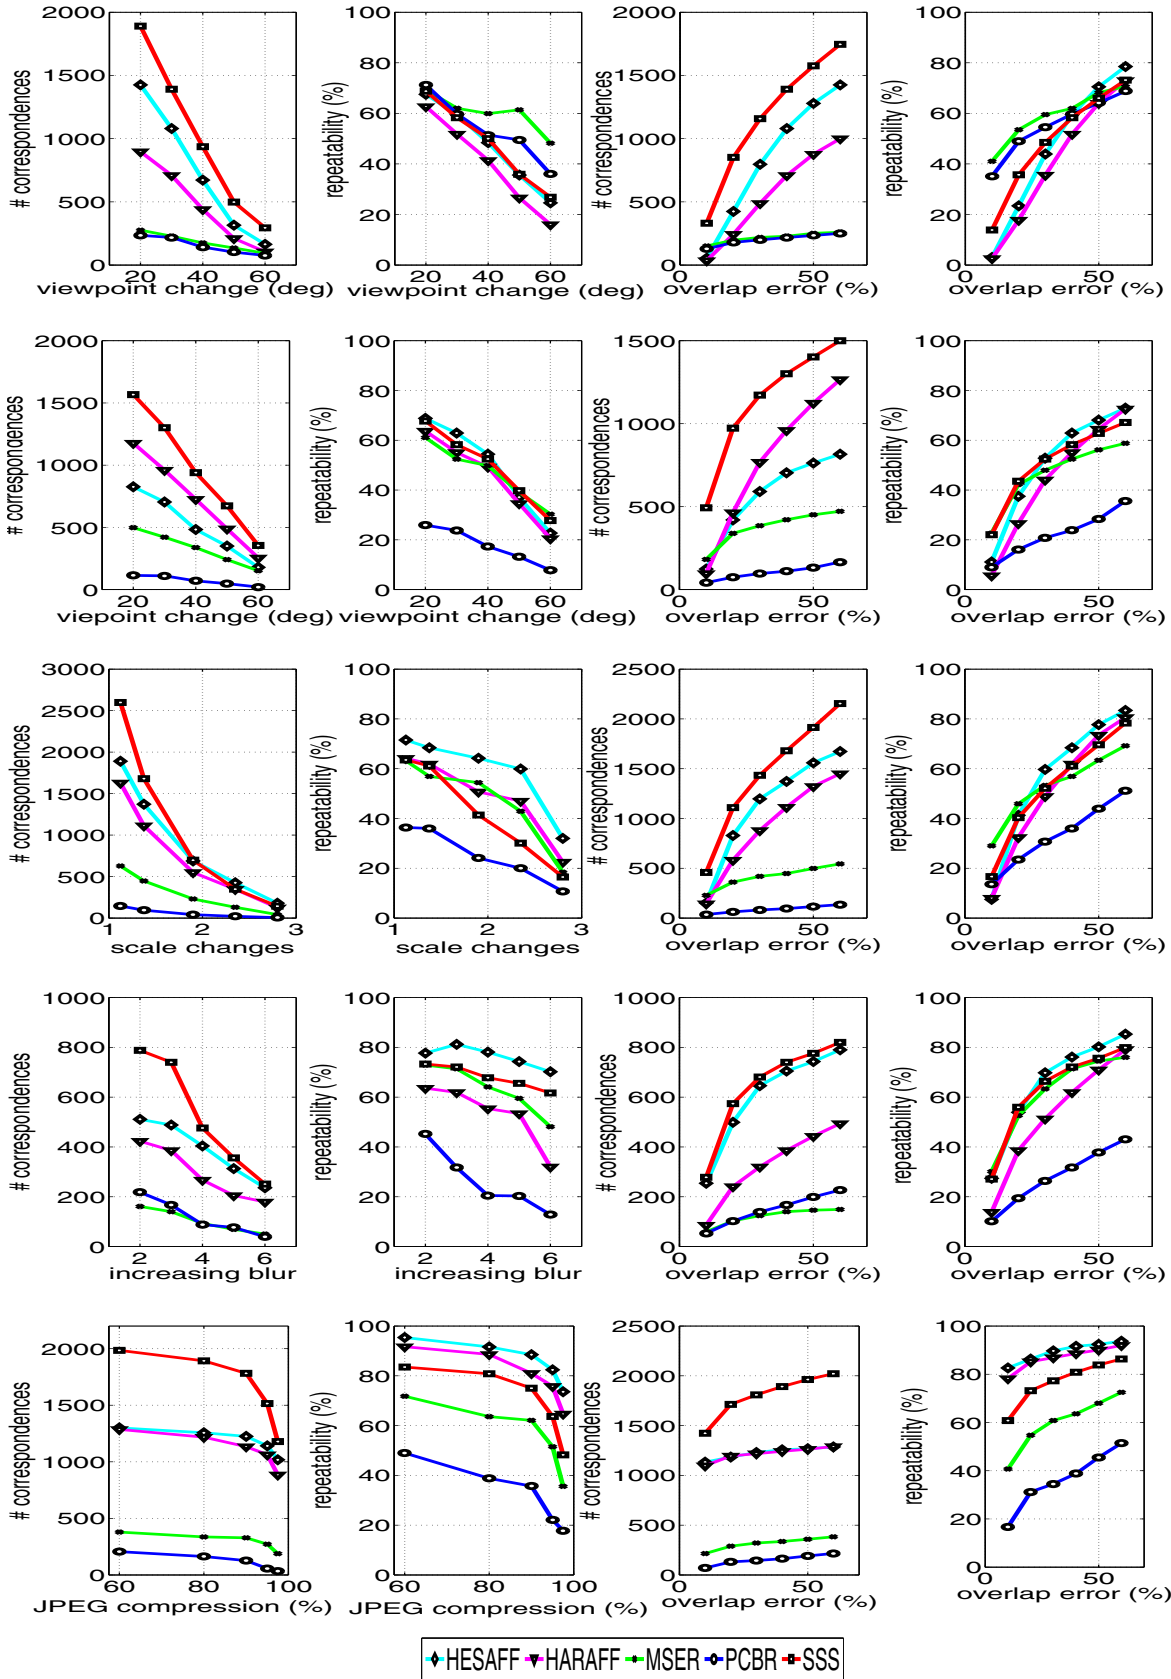 2000
1500
1000
500
0
# correspondences
20 40 60
viewpoint change (deg)
100
80
60
40
20
0
repeatability (%)
20 40 60
viewpoint change (deg)
2000
1500
1000
500
0
# correspondences
0 50
overlap error (%)
100
80
60
40
20
0
repeatability (%)
0 50
overlap error (%)
2000
1500
1000
500
0
# correspondences
20 40 60
viepoint change (deg)
100
80
60
40
20
0
repeatability (%)
20 40 60
viewpoint change (deg)
1500
1000
500
0
# correspondences
0 50
overlap error (%)
100
80
60
40
20
0
repeatability (%)
0 50
overlap error (%)
3000
2500
2000
1500
1000
500
0
# correspondences
1 2 3
scale changes
100
80
60
40
20
0
repeatability (%)
1 2 3
scale changes
2500
2000
1500
1000
500
0
# correspondences
0 50
overlap error (%)
100
80
60
40
20
0
repeatability (%)
0 50
overlap error (%)
1000
800
600
400
200
0
# correspondences
2 4 6
increasing blur
100
80
60
40
20
0
repeatability (%)
2 4 6
increasing blur
1000
800
600
400
200
0
# correspondences
0 50
overlap error (%)
100
80
60
40
20
0
repeatability (%)
0 50
overlap error (%)
2000
1500
1000
500
0
# correspondences
60 80 100
JPEG compression (%)
100
80
60
40
20
0
repeatability (%)
60 80 100
JPEG compression (%)
2500
2000
1500
1000
500
0
# correspondences
0 50
overlap error (%)
100
80
60
40
20
0
repeatability (%)
0 50
overlap error (%)
HESAFF HARAFF MSER PCBR SSS